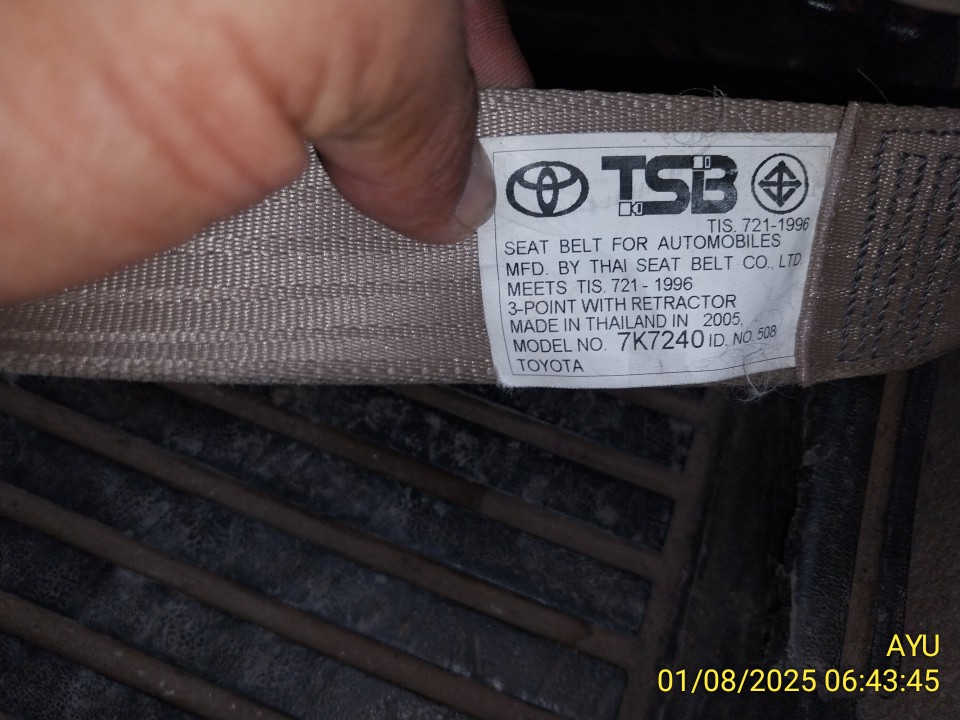 TSB
TIS. 721-1996
SEAT BELT FOR AUTOMOBILES
MFD. BY THAI SEAT BELT CO., LTD.
MEETS TIS. 721 - 1996
3-POINT WITH RETRACTOR
MADE IN THAILAND IN 2005,
MODEL NO. 7K7240 ID. NO. 508
TOYOTA
AYU
01/08/2025 06:43:45